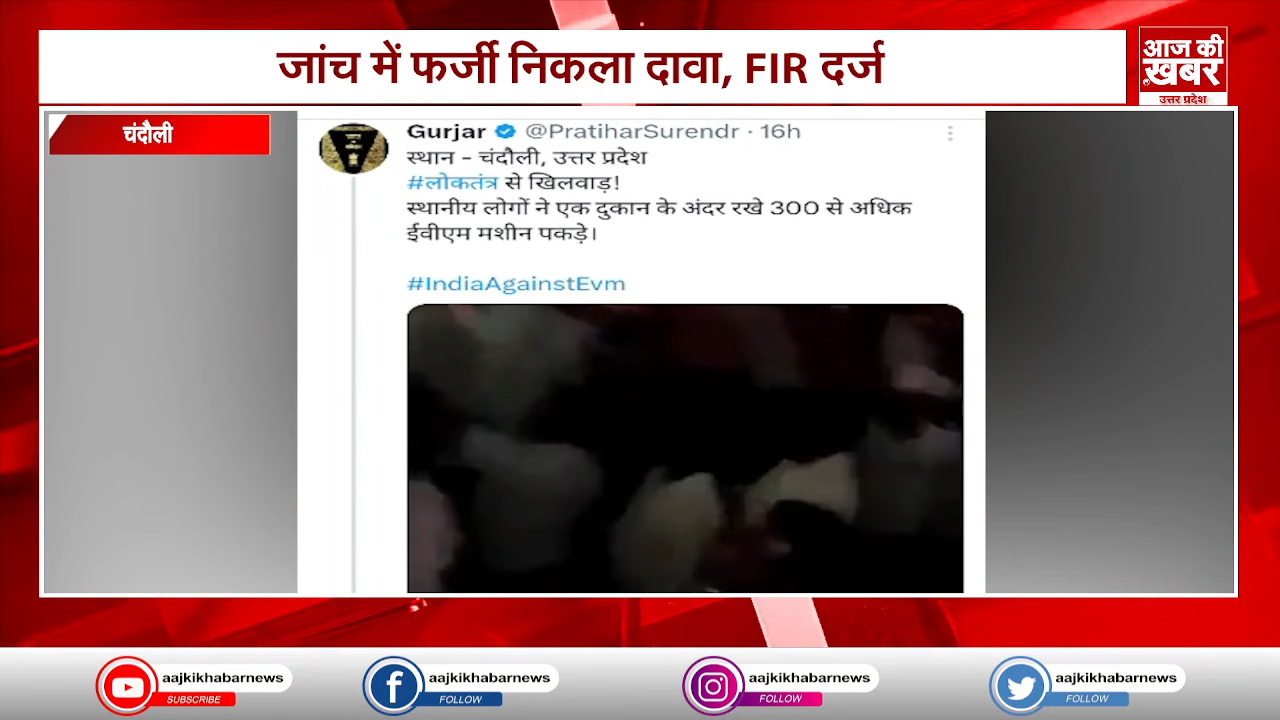 जांच में फर्जी निकला दावा, FIR दर्ज
आज की
खबर
उत्तर प्रदेश
चंदौली
Gurjar @PratiharSurendr · 16h
स्थान - चंदौली, उत्तर प्रदेश
#लोकतंत्र से खिलवाड़!
स्थानीय लोगों ने एक दुकान के अंदर रखे 300 से अधिक
ईवीएम मशीन पकड़े।
#IndiaAgainstEvm
aajkikhabarnews
SUBSCRIBE
aajkikhabarnews
FOLLOW
aajkikhabarnews
FOLLOW
aajkikhabarnews
FOLLOW